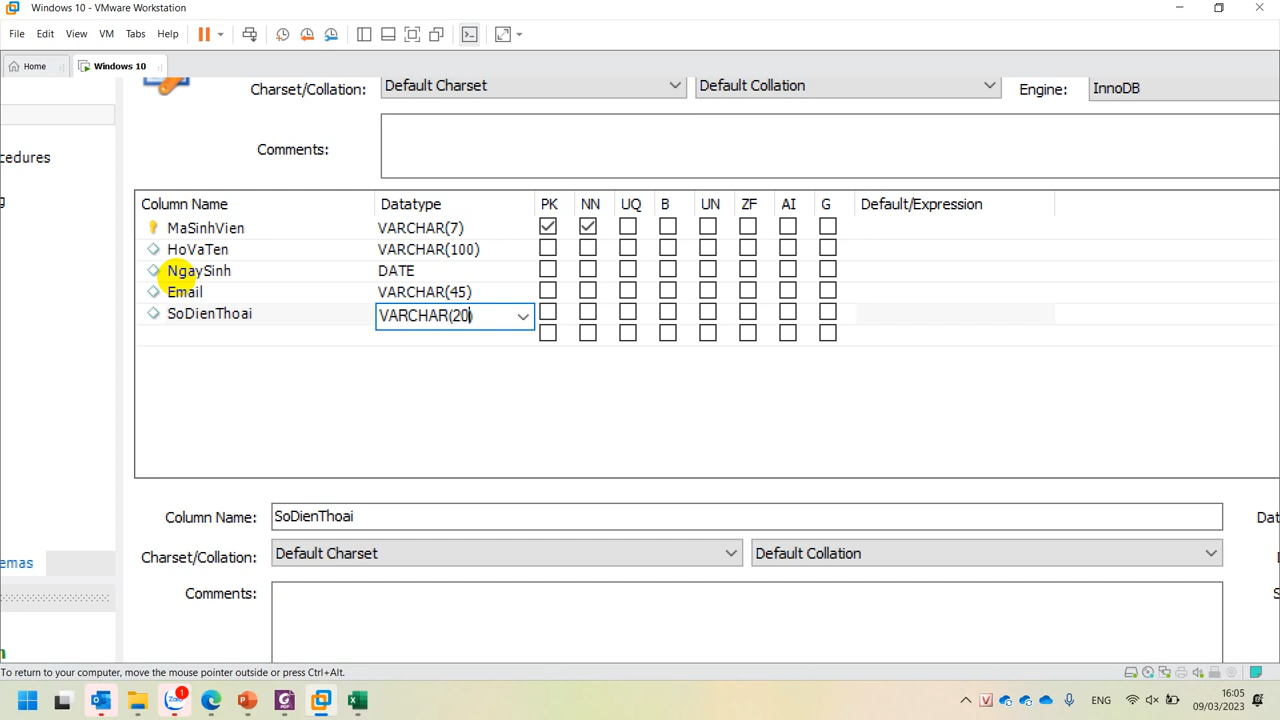 Windows 10 - VMware Workstation
File Edit View VM Tabs Help
Home Windows 10
Charset/Collation: Default Charset Default Collation Engine: InnoDB
Comments:
cedures
Column Name Datatype PK NN UQ B UN ZF AI G Default/Expression
MaSinhVien VARCHAR(7)
HoVaTen VARCHAR(100)
NgaySinh DATE
Email VARCHAR(45)
SoDienThoai VARCHAR(20)
Column Name: SoDienThoai Dat
Charset/Collation: Default Charset Default Collation
emas
Comments: S
To return to your computer, move the mouse pointer outside or press Ctrl+Alt.
Zalo 1 ENG 16:05
09/03/2023